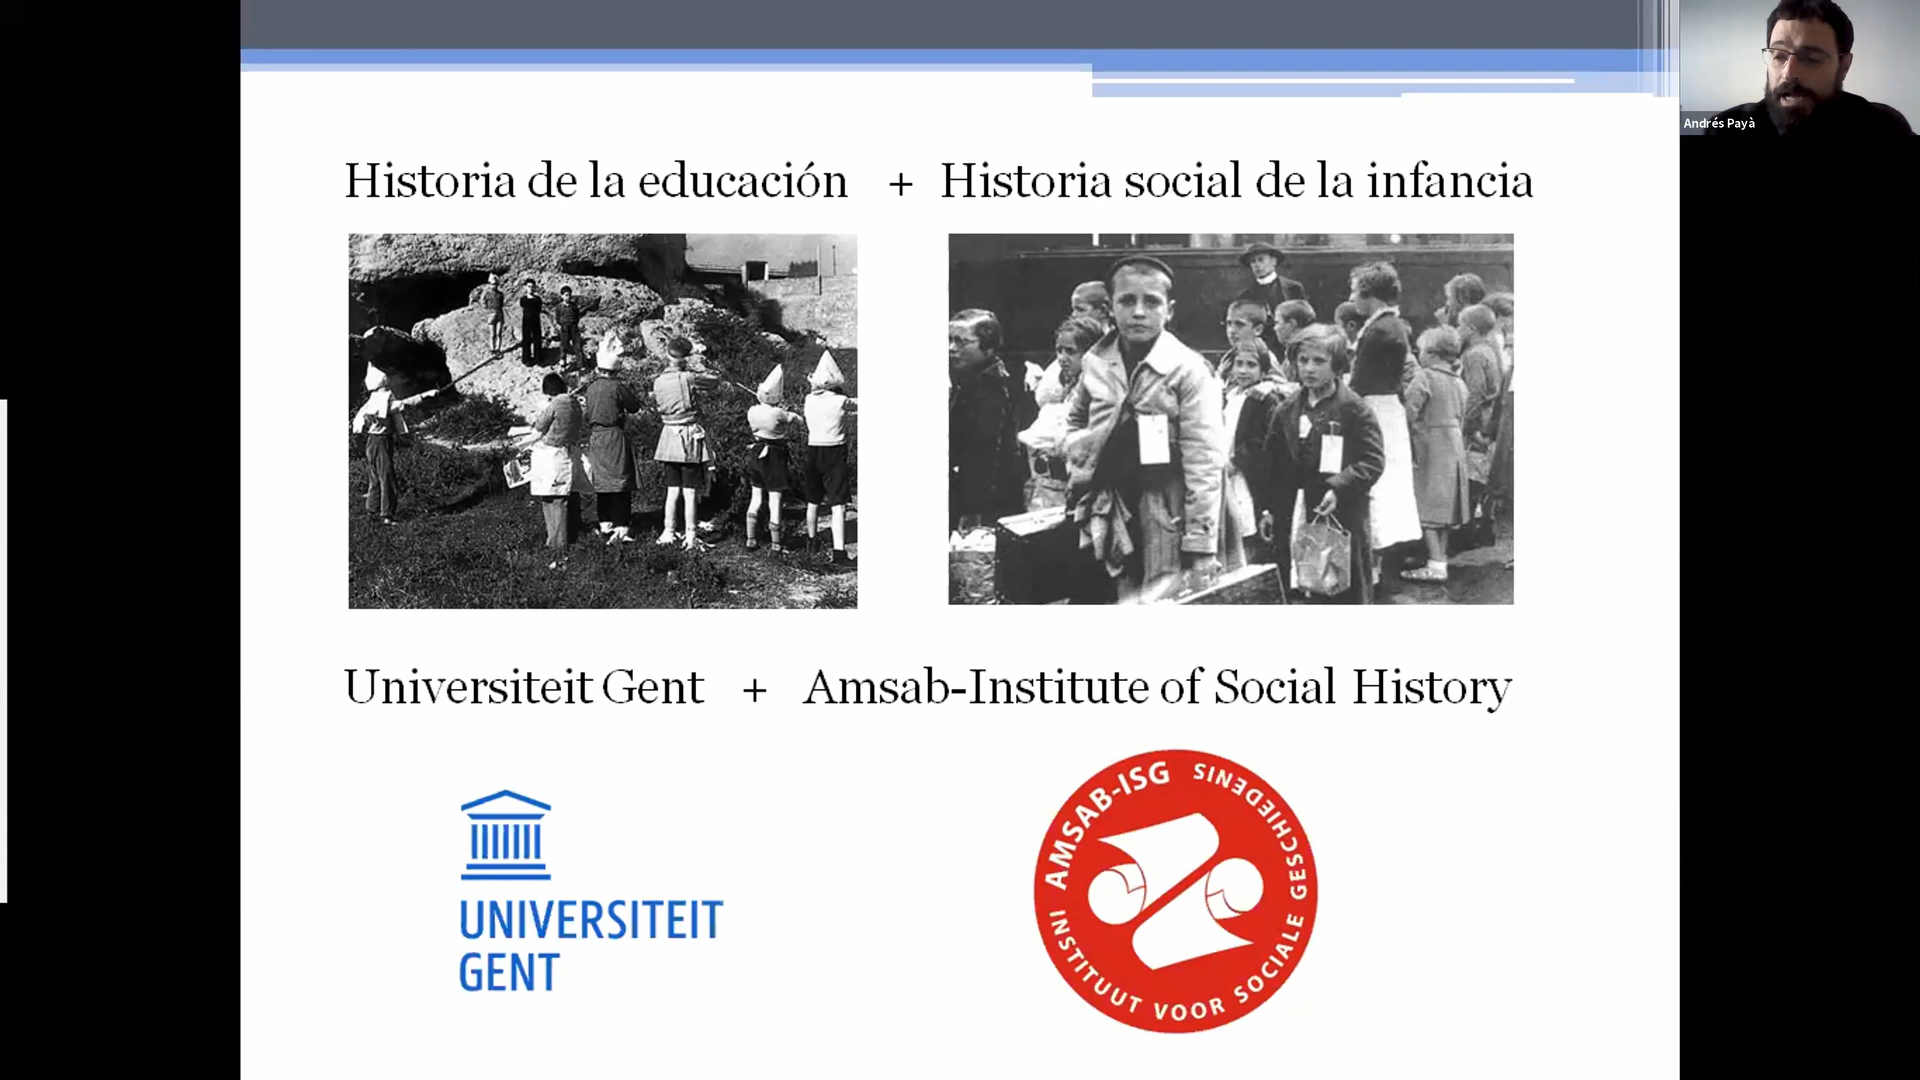 Andrés Payà
Historia de la educación + Historia social de la infancia
Universiteit Gent + Amsab-Institute of Social History
UNIVERSITEIT
GENT
AMSAB-ISG INSTITUUT VOOR SOCIALE GESCHIEDENIS